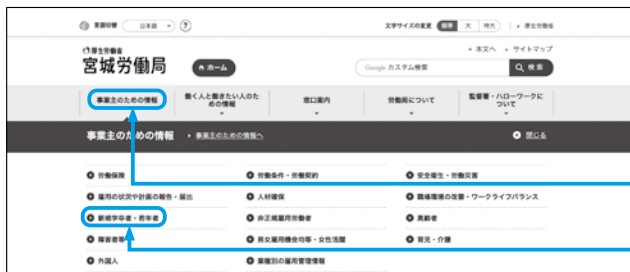 言語切替 日本語 ?
文字サイズの変更 標準 大 特大 厚生労働省
本文へ サイトマップ
厚生労働省
宮城労働局 ホーム Google カスタム検索 検索
事業主のための情報
働く人と働きたい人のた
めの情報
窓口案内
労働局について
監督署・ハローワークに
ついて
事業主のための情報 事業主のための情報へ 閉じる
労働保険 労働条件・労働契約 安全衛生・労働災害
雇用の状況や計画の報告・届出 人材確保 職場環境の改善・ワークライフバランス
新規学卒者・若年者 非正規雇用労働者 高齢者
障害者等 男女雇用機会均等・女性活躍 育児・介護
外国人 業種別の雇用管理情報